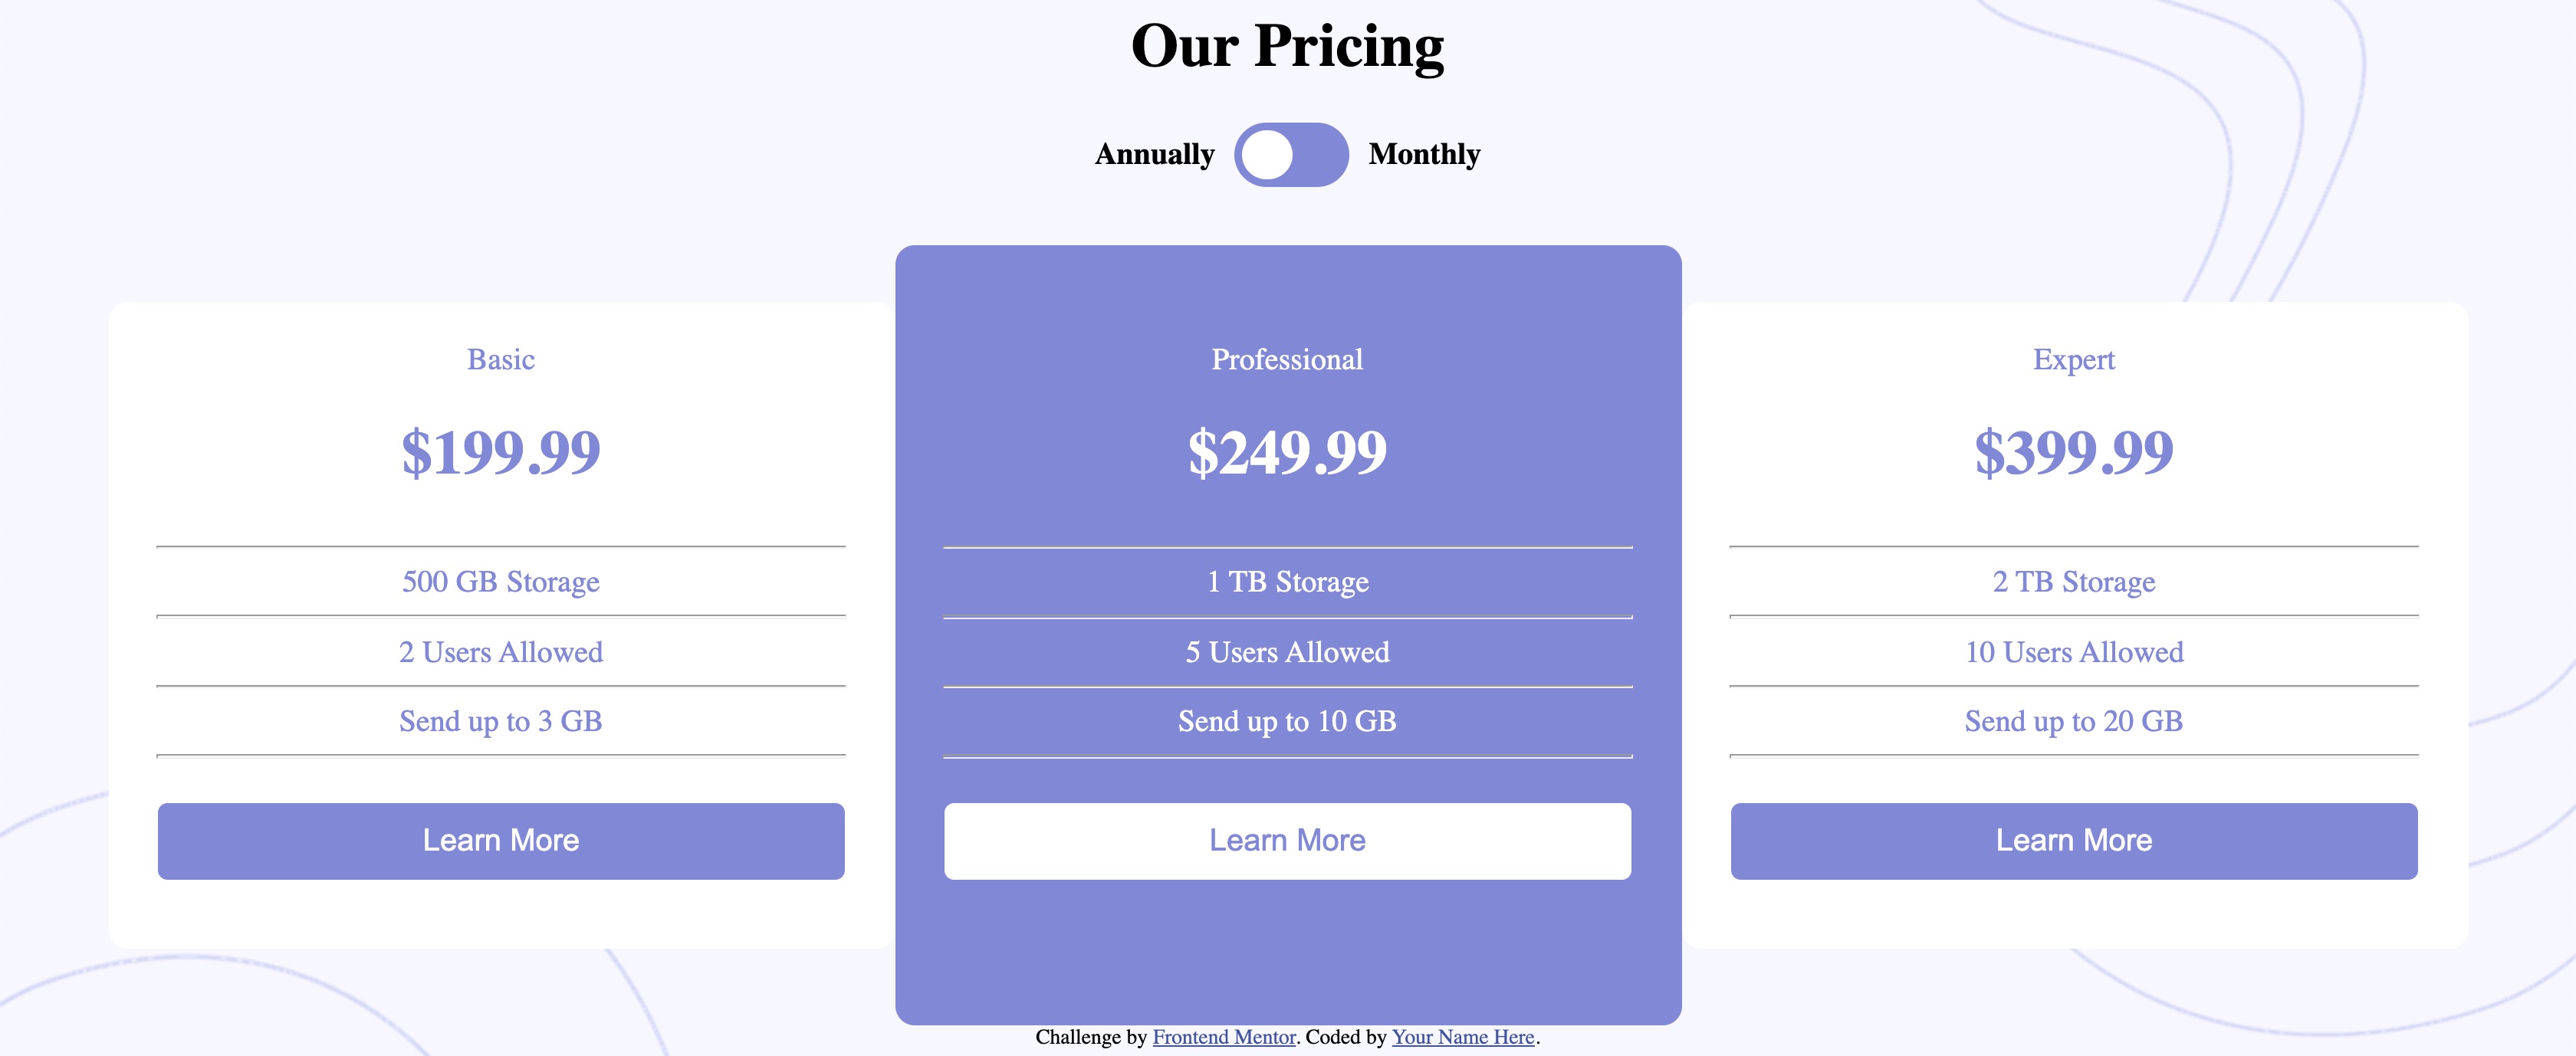 Our Pricing
Annually Monthly
Basic
$199.99
500 GB Storage
2 Users Allowed
Send up to 3 GB
Learn More
Professional
$249.99
1 TB Storage
5 Users Allowed
Send up to 10 GB
Learn More
Expert
$399.99
2 TB Storage
10 Users Allowed
Send up to 20 GB
Learn More
Challenge by Frontend Mentor. Coded by Your Name Here.